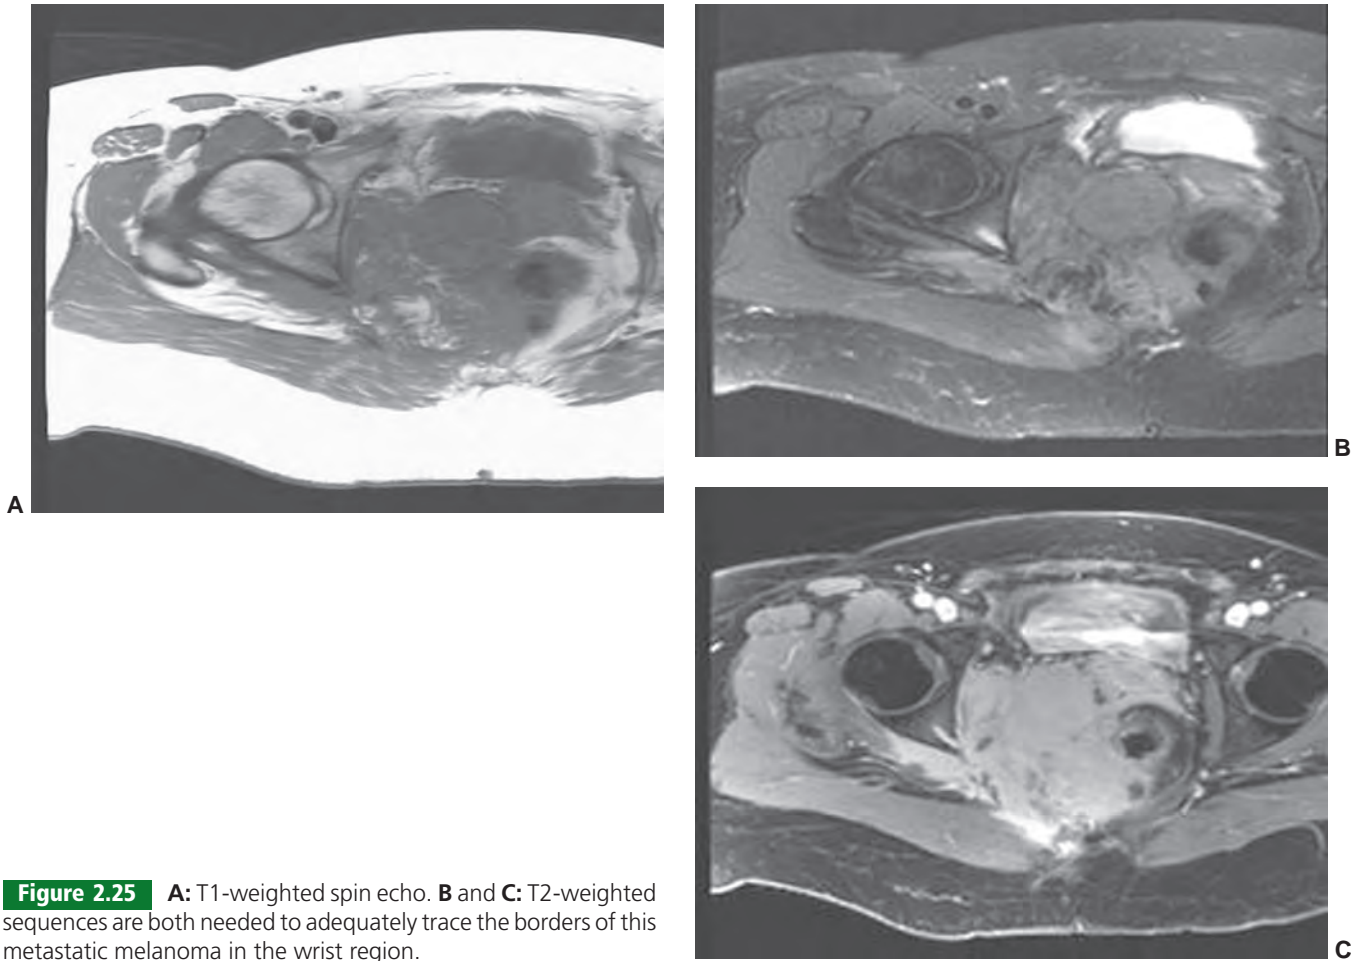 A
B
C
Figure 2.25 A: T1-weighted spin echo. B and C: T2-weighted
sequences are both needed to adequately trace the borders of this
metastatic melanoma in the wrist region.